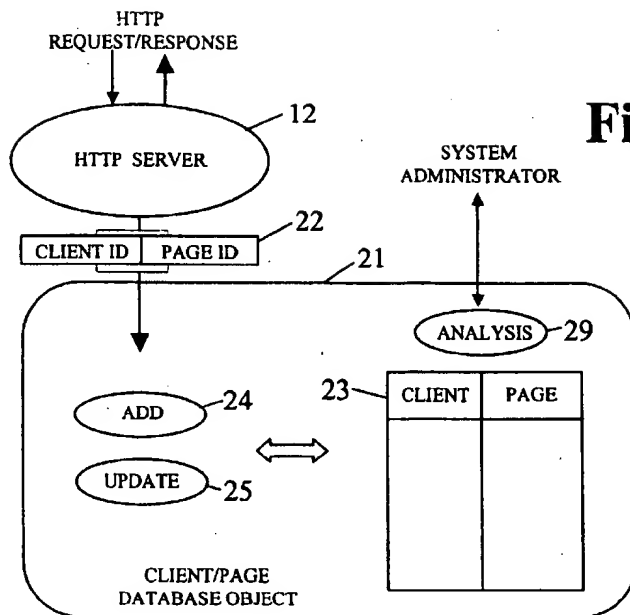 HTTP
REQUEST/RESPONSE
12
HTTP SERVER
Fi
SYSTEM
ADMINISTRATOR
22
CLIENT ID PAGE ID
21
ANALYSIS
29
23
CLIENT PAGE
ADD
24
UPDATE
25
CLIENT/PAGE
DATABASE OBJECT